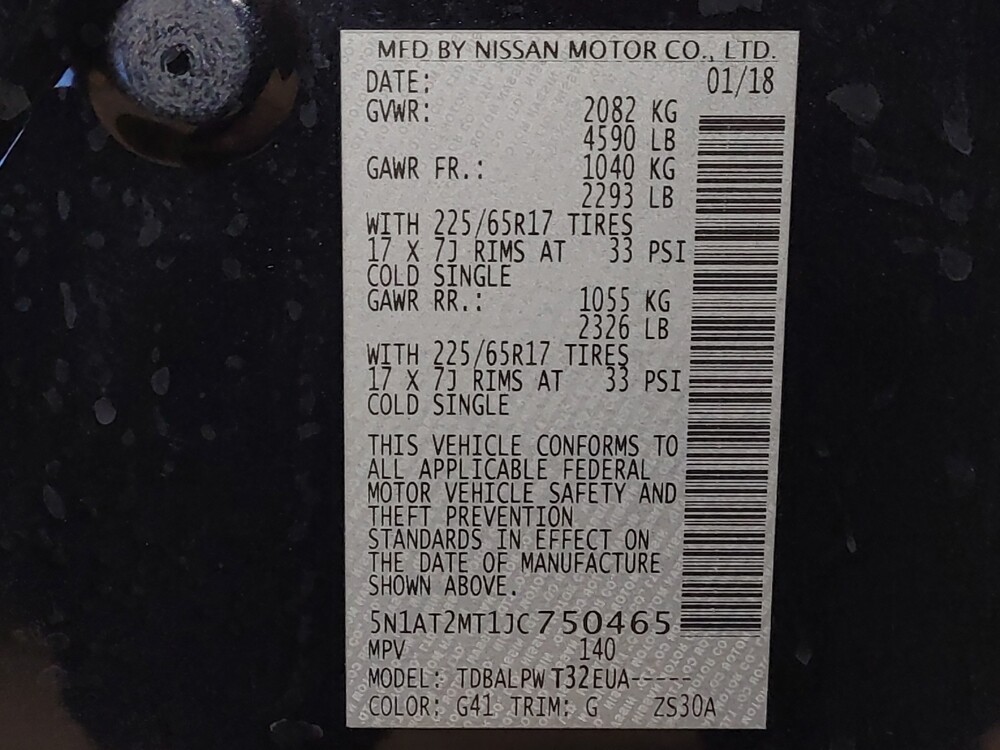 MFD BY NISSAN MOTOR CO., LTD.
DATE: 01/18
GVWR: 2082 KG
4590 LB
GAWR FR.: 1040 KG
2293 LB
WITH 225/65R17 TIRES
17 X 7J RIMS AT 33 PSI
COLD SINGLE
GAWR RR.: 1055 KG
2326 LB
WITH 225/65R17 TIRES
17 X 7J RIMS AT 33 PSI
COLD SINGLE
THIS VEHICLE CONFORMS TO
ALL APPLICABLE FEDERAL
MOTOR VEHICLE SAFETY AND
THEFT PREVENTION
STANDARDS IN EFFECT ON
THE DATE OF MANUFACTURE
SHOWN ABOVE.
5N1AT2MT1JC750465
MPV 140
MODEL: TDBALPW T32EUA-----
COLOR: G41 TRIM: G ZS30A